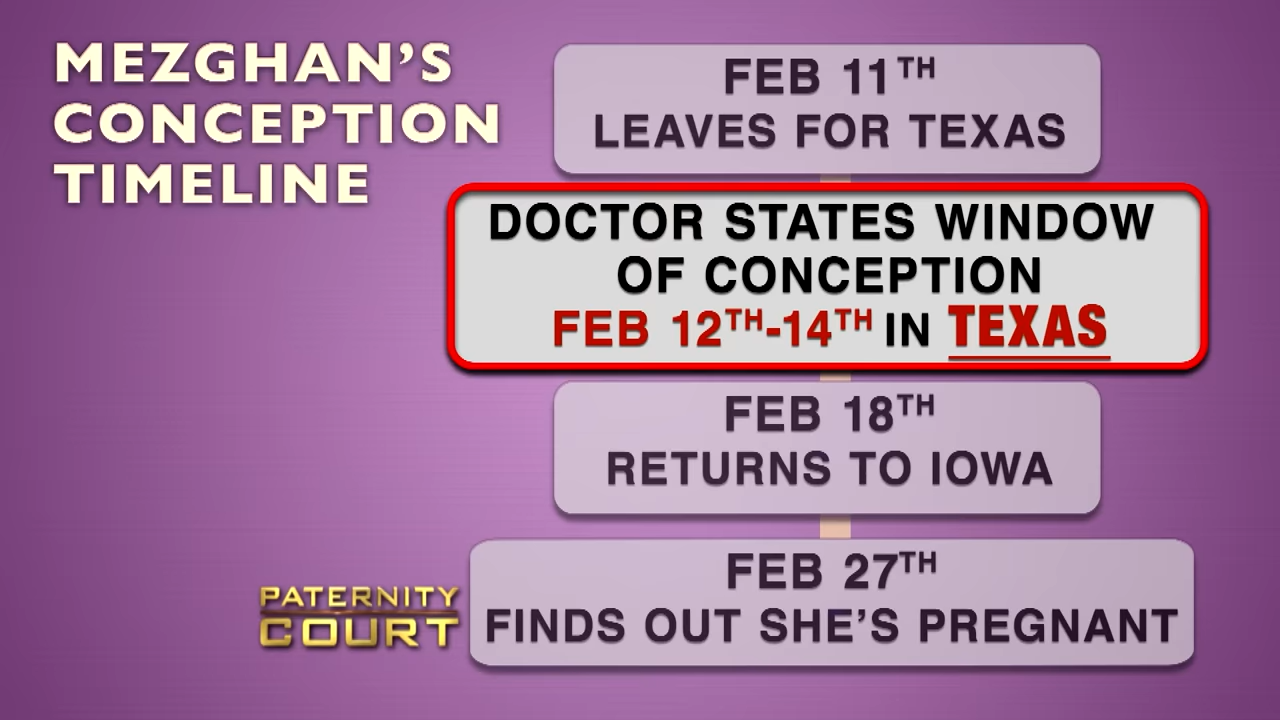 MEZGHAN'S
CONCEPTION
TIMELINE
FEB 11TH
LEAVES FOR TEXAS
DOCTOR STATES WINDOW
OF CONCEPTION
FEB 12TH-14TH IN TEXAS
FEB 18TH
RETURNS TO IOWA
FEB 27TH
FINDS OUT SHE'S PREGNANT
PATERNITY
COURT